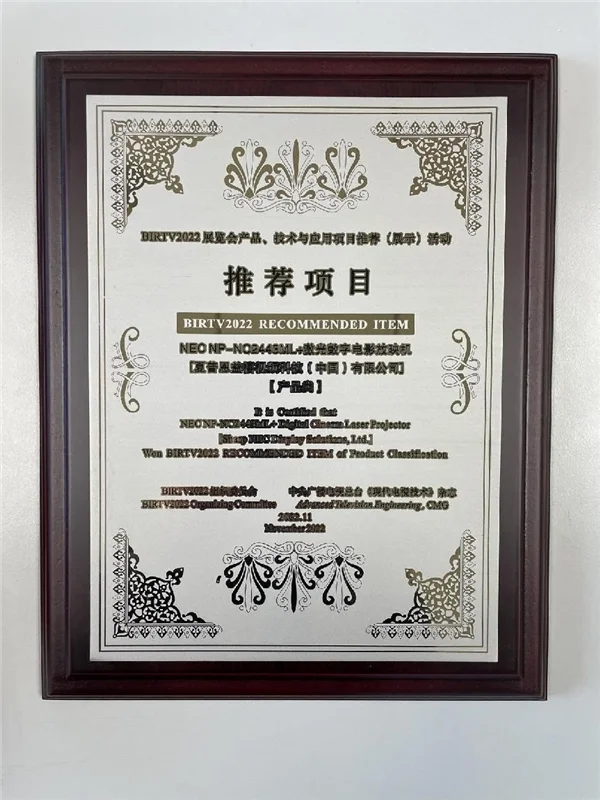 BIRTV2022展览会产品、技术与应用项目推荐（展示）活动
推荐项目
BIRTV2022 RECOMMENDED ITEM
NEC NP-NC2443ML+激光数字电影放映机
[夏普恩益禧视频科技（中国）有限公司]
【产品类】
It is Certified that
NEC NP-NC2443ML+ Digital Cinema Laser Projector
[Sharp NEC Display Solutions, Ltd.]
Won BIRTV2022 RECOMMENDED ITEM of Product Classification
BIRTV2022组织委员会 中央广播电视总台《现代电视技术》杂志
BIRTV2022 Organizing Committee Advanced Television Engineering, CMG
2022.11
November 2022